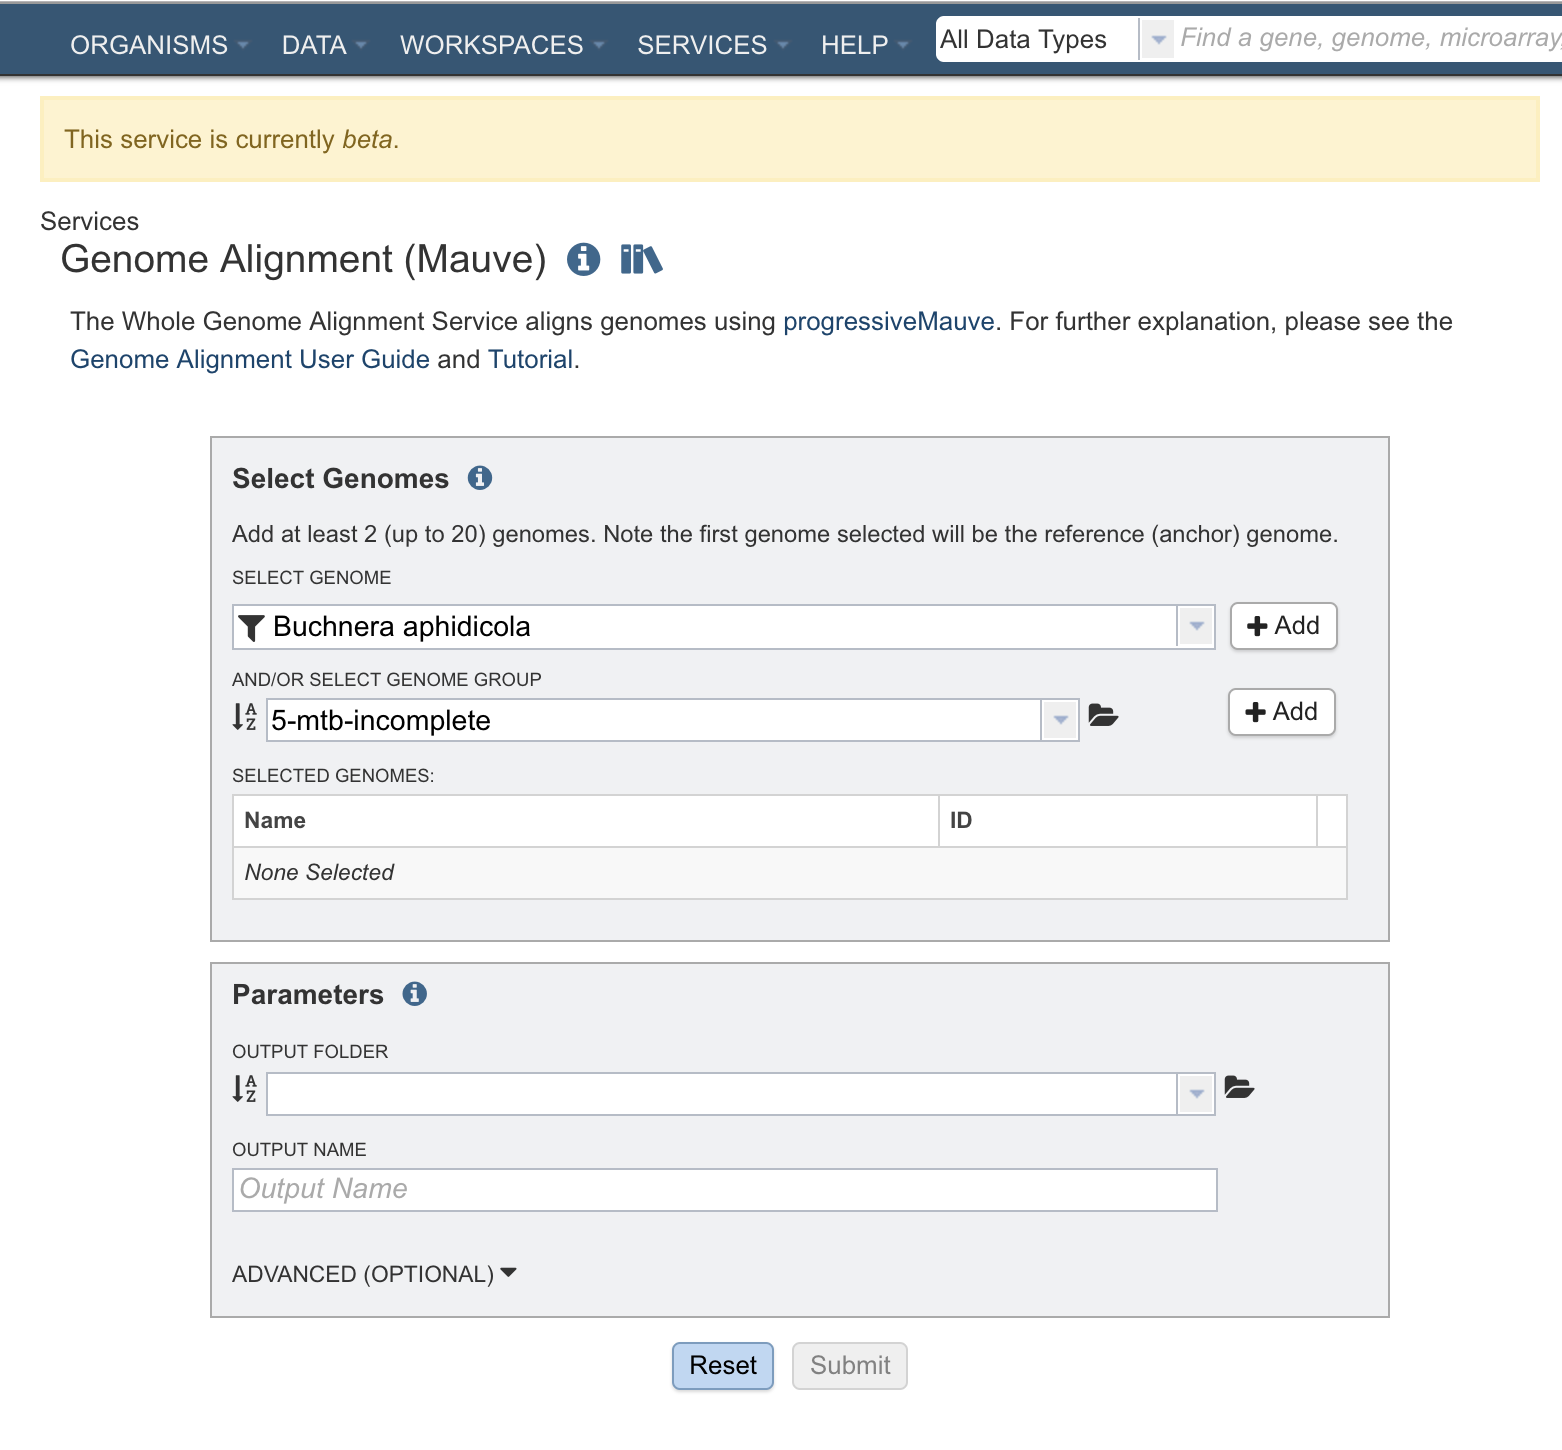 ORGANISMS DATA WORKSPACES SERVICES HELP All Data Types Find a gene, genome, microarray,
This service is currently beta.
Services
Genome Alignment (Mauve)
The Whole Genome Alignment Service aligns genomes using progressiveMauve. For further explanation, please see the
Genome Alignment User Guide and Tutorial.
Select Genomes
Add at least 2 (up to 20) genomes. Note the first genome selected will be the reference (anchor) genome.
SELECT GENOME
Buchnera aphidicola Add
AND/OR SELECT GENOME GROUP
5-mtb-incomplete Add
SELECTED GENOMES:
Name ID
None Selected
Parameters
OUTPUT FOLDER
OUTPUT NAME
Output Name
ADVANCED (OPTIONAL)
Reset Submit